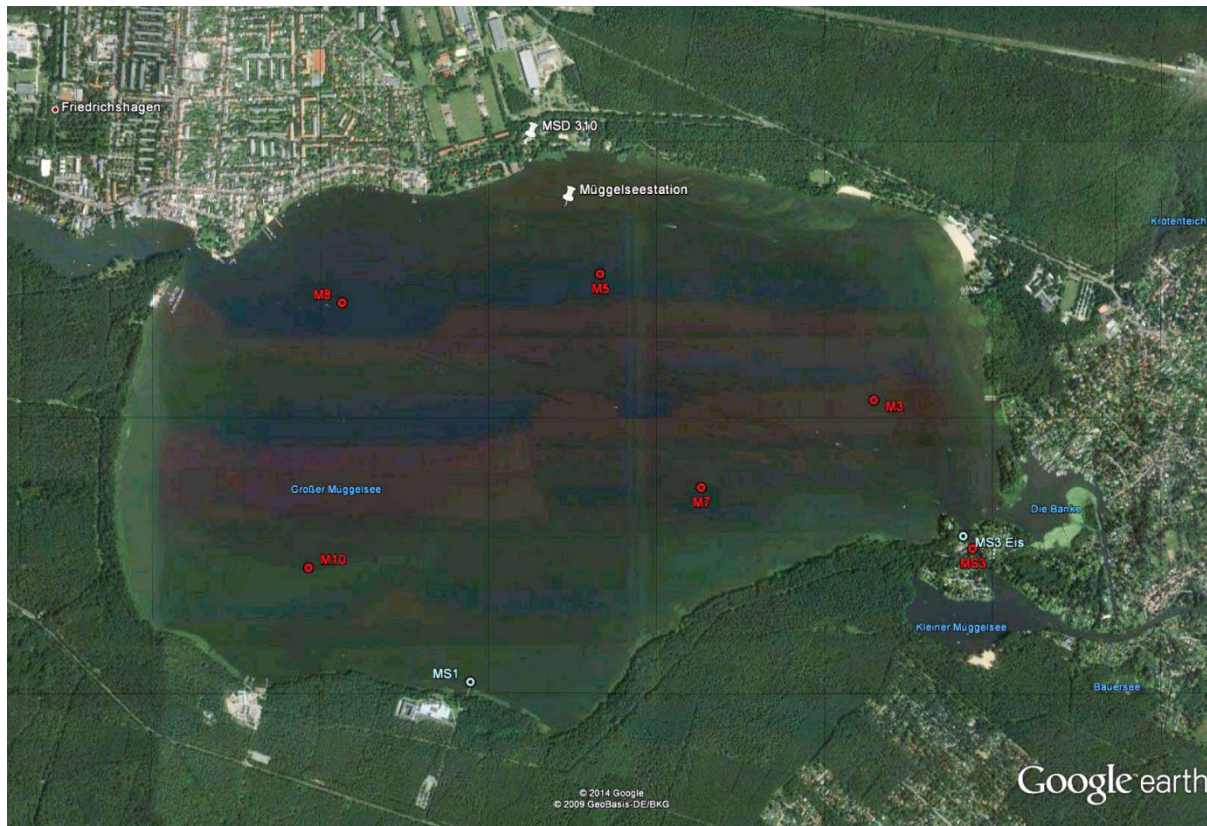 Friedrichshagen
MSD 310
Müggelseestation
Krötenteich
M5
M8
M3
Großer Müggelsee
M7
Die Bänke
MS3 Eis
MS3
M10
Kleiner Müggelsee
MS1
Bauersee
Google earth
© 2014 Google
© 2009 GeoBasis-DE/BKG